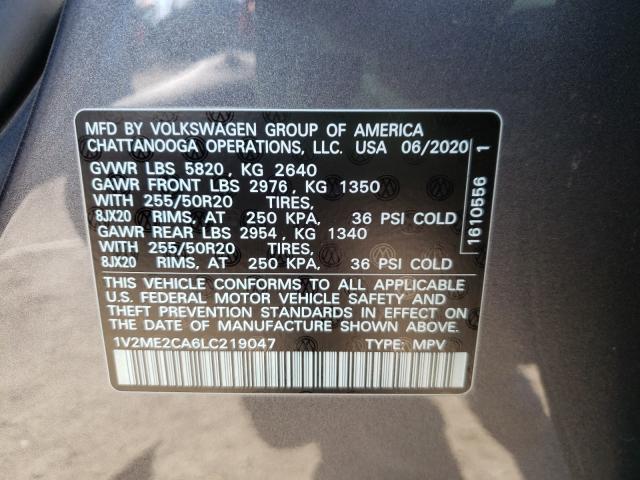 MFD BY VOLKSWAGEN GROUP OF AMERICA
CHATTANOOGA OPERATIONS, LLC. USA 06/2020
GVWR LBS 5820, KG 2640
GAWR FRONT LBS 2976, KG 1350
WITH 255/50R20 TIRES,
8JX20 RIMS, AT 250 KPA, 36 PSI COLD
GAWR REAR LBS 2954, KG 1340
WITH 255/50R20 TIRES,
8JX20 RIMS, AT 250 KPA, 36 PSI COLD
THIS VEHICLE CONFORMS TO ALL APPLICABLE
U.S. FEDERAL MOTOR VEHICLE SAFETY AND
THEFT PREVENTION STANDARDS IN EFFECT ON
THE DATE OF MANUFACTURE SHOWN ABOVE.
1V2ME2CA6LC219047 TYPE: MPV
1610556 1